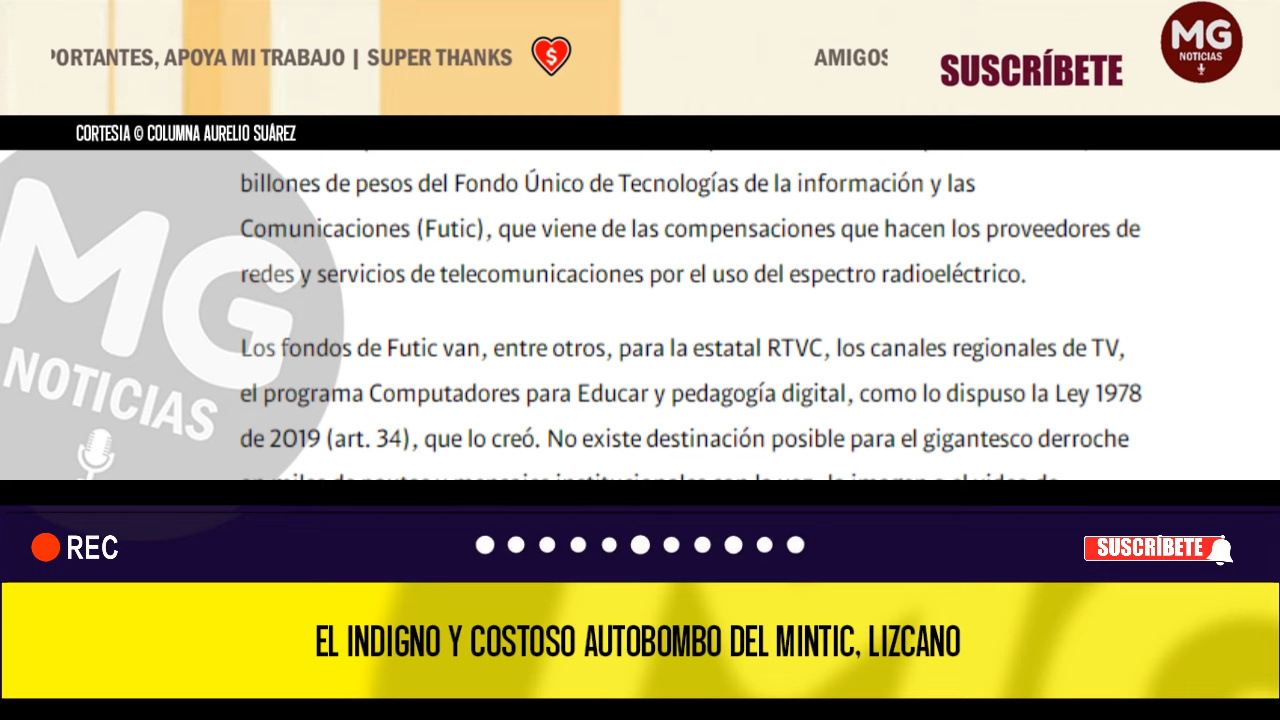 PORTANTES, APOYA MI TRABAJO | SUPER THANKS
AMIGOS
SUSCRÍBETE
MG
NOTICIAS
CORTESIA © COLUMNA AURELIO SUÁREZ
billones de pesos del Fondo Único de Tecnologías de la información y las
Comunicaciones (Futic), que viene de las compensaciones que hacen los proveedores de
redes y servicios de telecomunicaciones por el uso del espectro radioeléctrico.
Los fondos de Futic van, entre otros, para la estatal RTVC, los canales regionales de TV,
el programa Computadores para Educar y pedagogía digital, como lo dispuso la Ley 1978
de 2019 (art. 34), que lo creó. No existe destinación posible para el gigantesco derroche
MG
NOTICIAS
REC
SUSCRÍBETE
EL INDIGNO Y COSTOSO AUTOBOMBO DEL MINTIC, LIZCANO